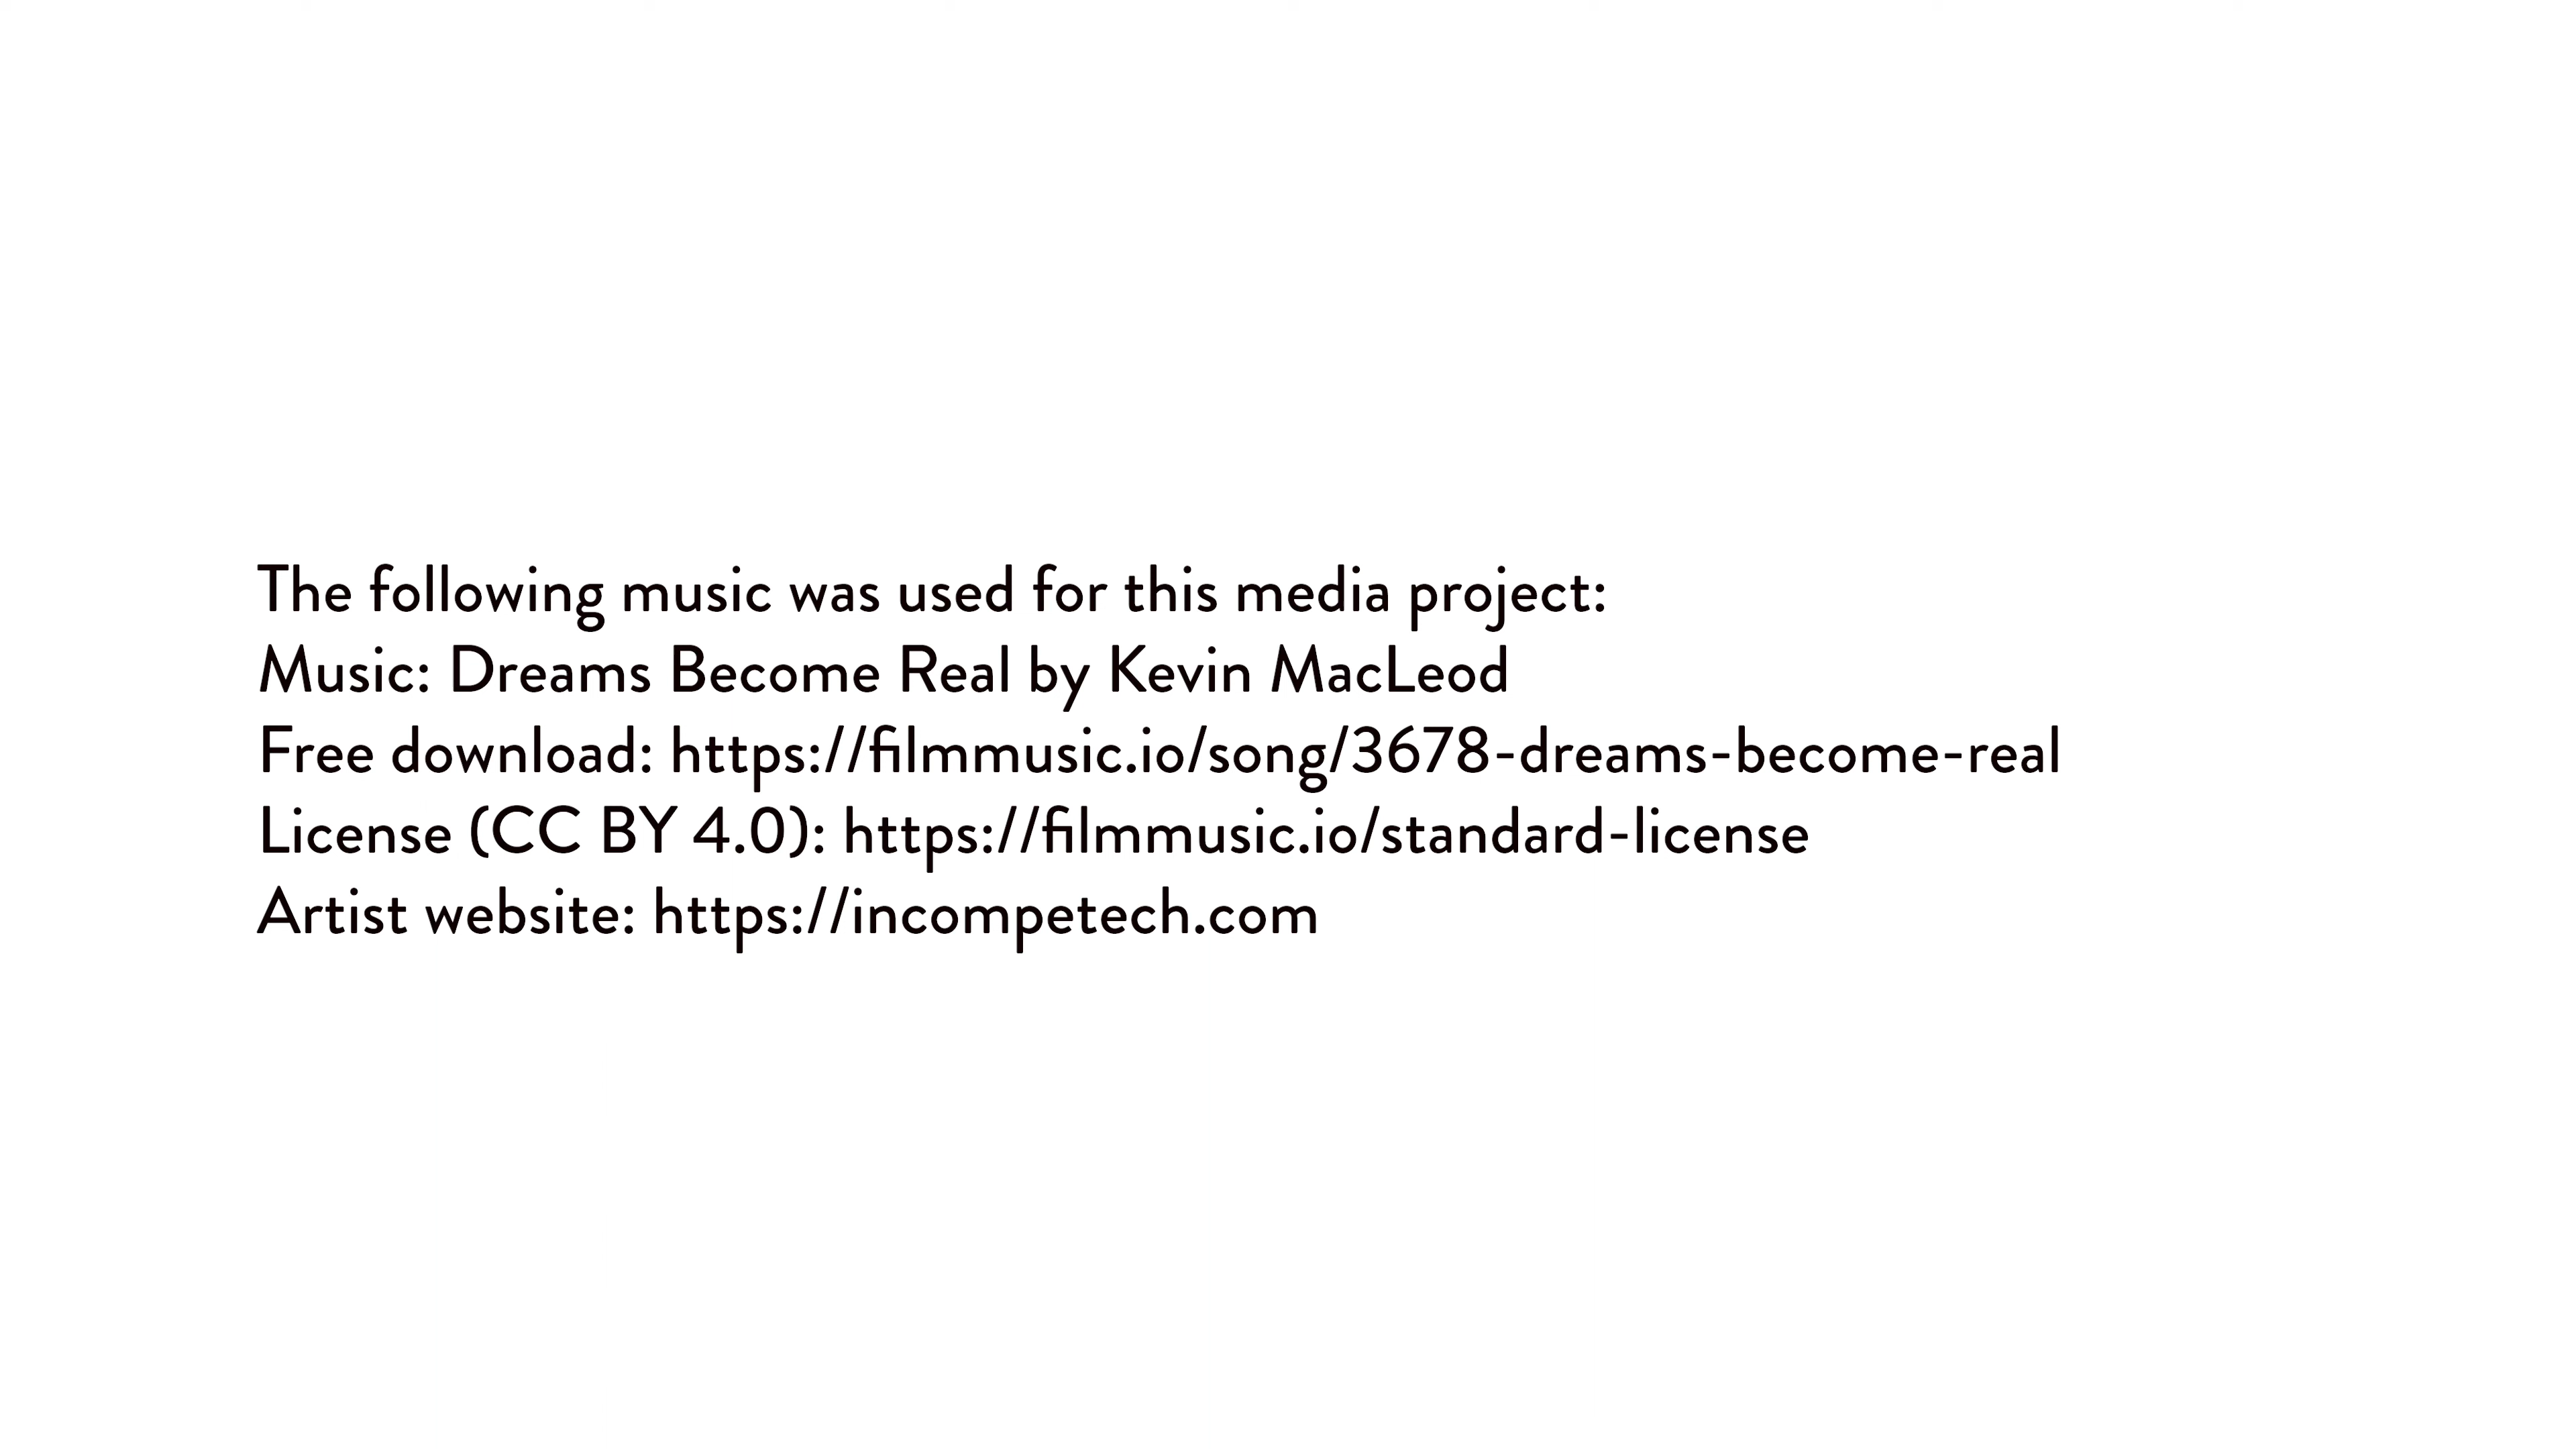 The following music was used for this media project:
Music: Dreams Become Real by Kevin MacLeod
Free download: https://filmmusic.io/song/3678-dreams-become-real
License (CC BY 4.0): https://filmmusic.io/standard-license
Artist website: https://incompetech.com